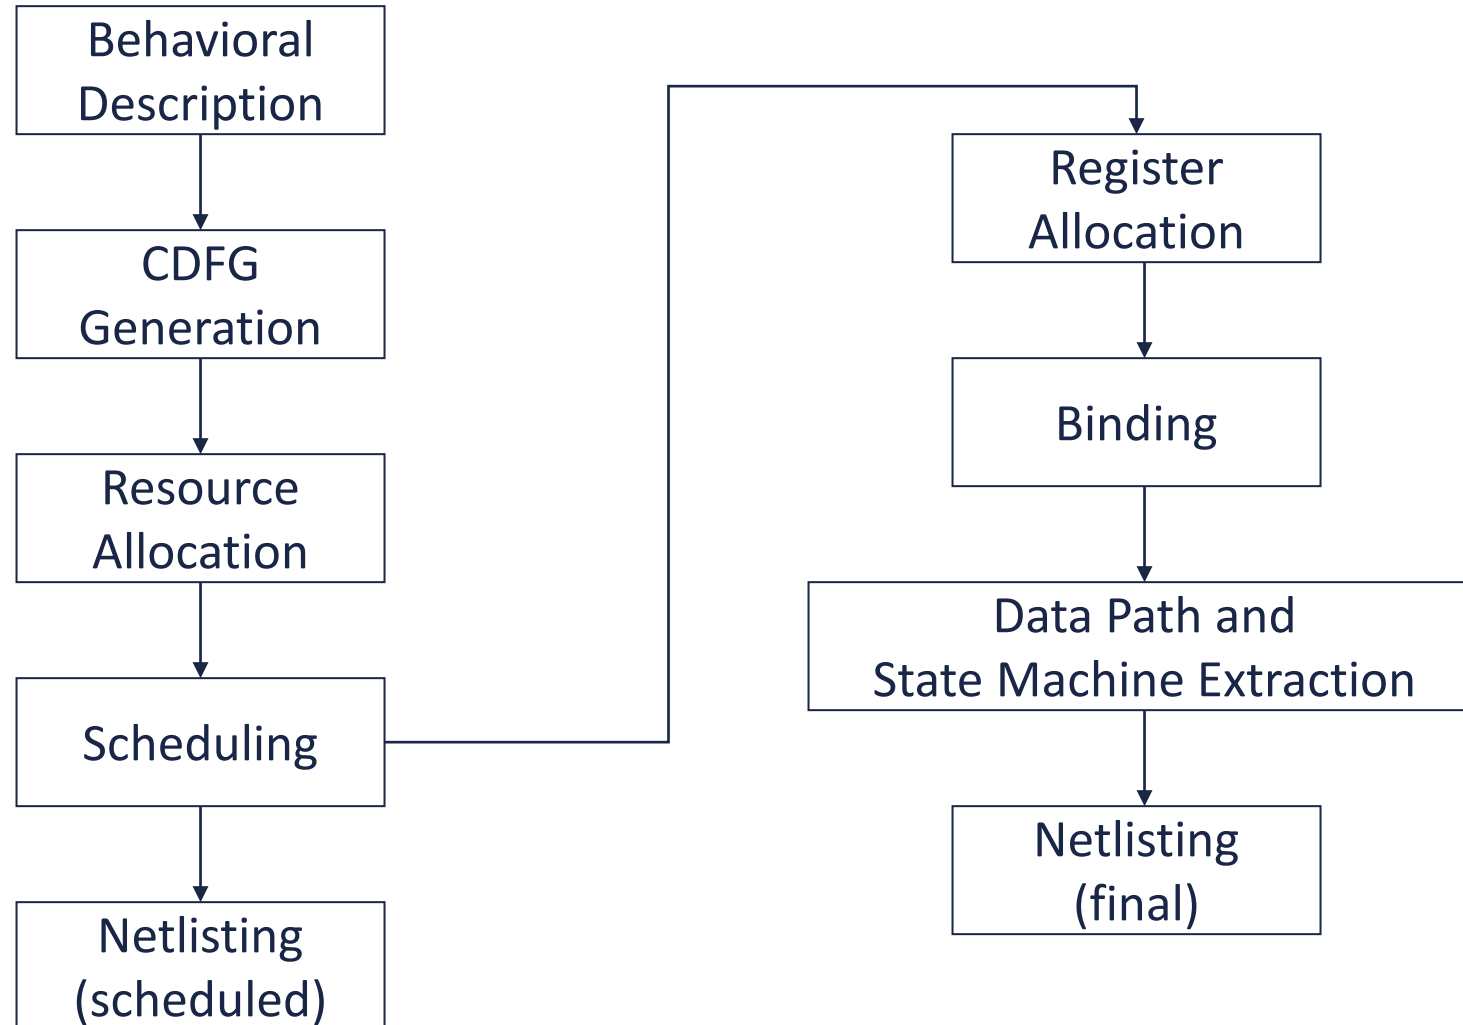 Behavioral
Description
CDFG
Generation
Resource
Allocation
Scheduling
Netlisting
(scheduled)
Register
Allocation
Binding
Data Path and
State Machine Extraction
Netlisting
(final)